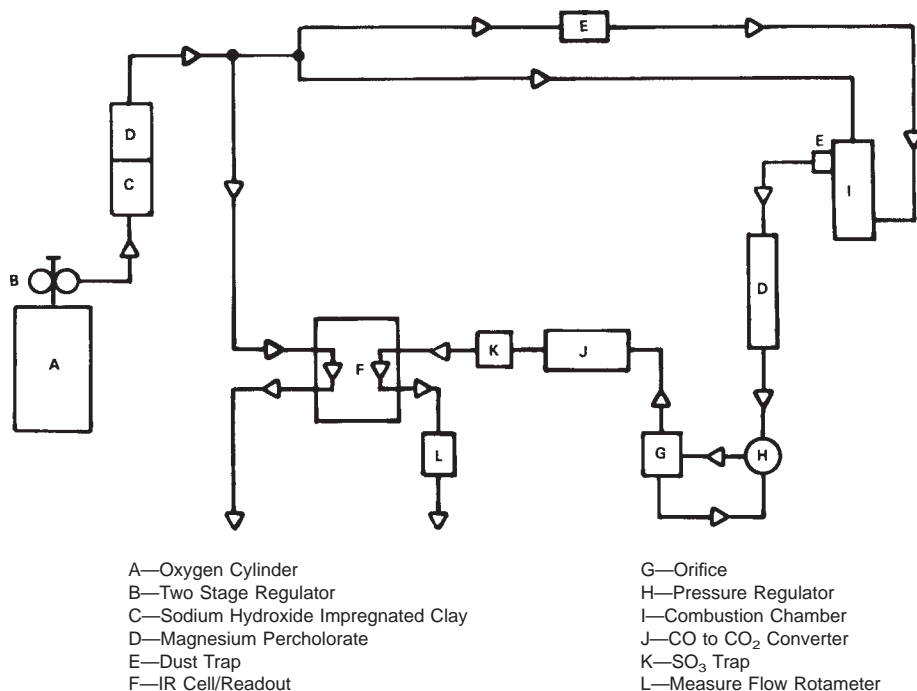 E
D
C
E
I
B
D
A
F
K
J
L
G
H
A—Oxygen Cylinder
B—Two Stage Regulator
C—Sodium Hydroxide Impregnated Clay
D—Magnesium Percholorate
E—Dust Trap
F—IR Cell/Readout
G—Orifice
H—Pressure Regulator
I—Combustion Chamber
J—CO to CO₂ Converter
K—SO₃ Trap
L—Measure Flow Rotameter